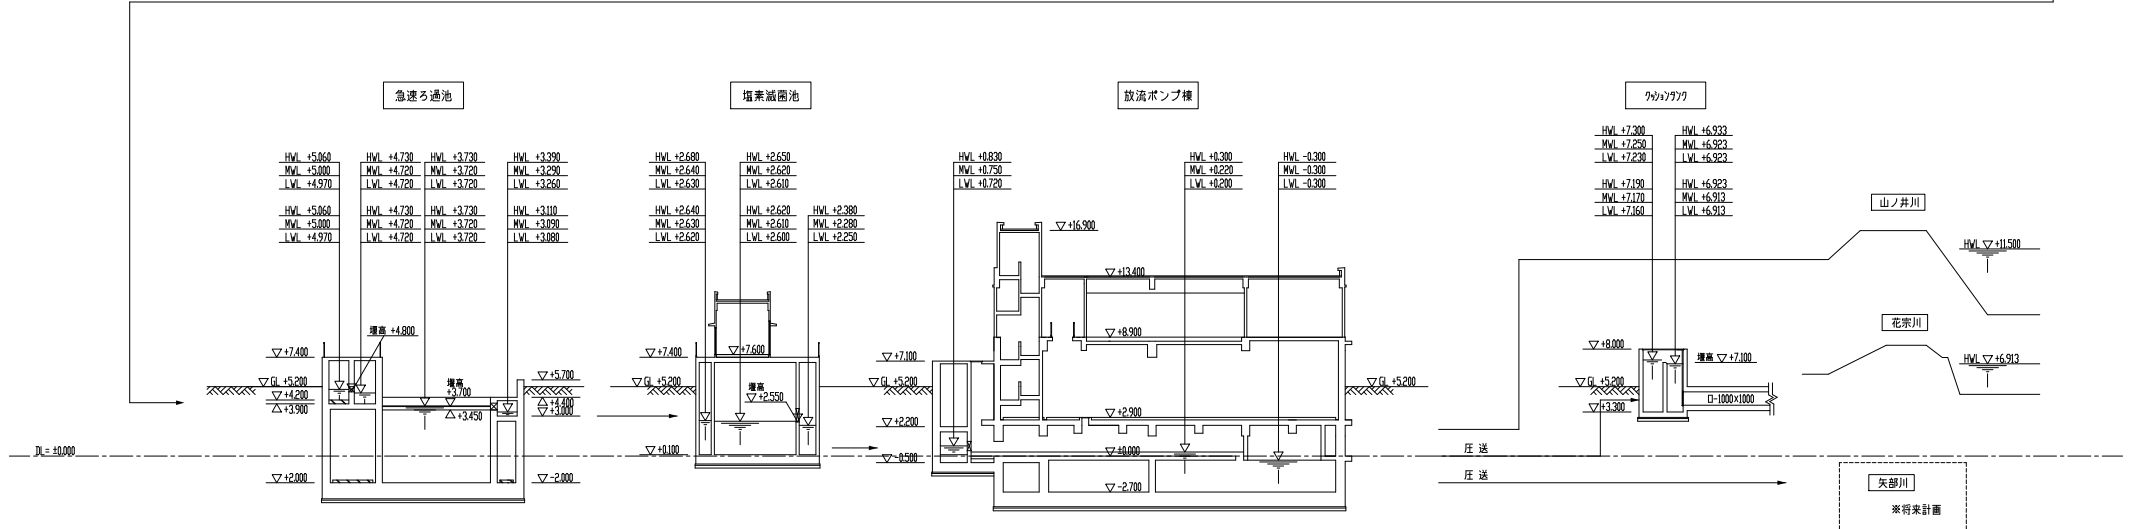 急速ろ過池
塩素滅菌池
放流ポンプ棟
クッションタンク
HWL +5.060
MWL +5.000
LWL +4.970
HWL +4.730
MWL +4.720
LWL +4.720
HWL +3.730
MWL +3.720
LWL +3.720
HWL +3.390
MWL +3.290
LWL +3.260
HWL +5.060
MWL +5.000
LWL +4.970
HWL +4.730
MWL +4.720
LWL +4.720
HWL +3.730
MWL +3.720
LWL +3.720
HWL +3.110
MWL +3.090
LWL +3.080
堰高 +4.800
▽+7.400
▽GL +5.200
▽+4.200
△+3.900
堰高
+3.700
△+3.450
▽+5.700
△+4.400
▽+3.000
▽+2.000
▽-2.000
DL= ±0.000
HWL +2.680
MWL +2.640
LWL +2.630
HWL +2.650
MWL +2.620
LWL +2.610
HWL +2.640
MWL +2.630
LWL +2.620
HWL +2.620
MWL +2.610
LWL +2.600
HWL +2.380
MWL +2.280
LWL +2.250
▽+7.400
▽+7.600
▽GL +5.200
堰高
▽+2.550
▽+0.100
HWL +0.830
MWL +0.750
LWL +0.720
HWL +0.300
MWL +0.220
LWL +0.200
HWL -0.300
MWL -0.300
LWL -0.300
▽+16.900
▽+13.400
▽+8.900
▽+7.100
▽GL +5.200
▽GL +5.200
▽+2.900
▽+2.200
▽±0.000
▽-0.500
▽-2.700
HWL +7.300
MWL +7.250
LWL +7.230
HWL +6.933
MWL +6.923
LWL +6.923
HWL +7.190
MWL +7.170
LWL +7.160
HWL +6.923
MWL +6.913
LWL +6.913
▽+8.000
堰高 ▽+7.100
▽GL +5.200
▽+3.300
ロ-1000×1000
山ノ井川
HWL ▽+11.500
花宗川
HWL ▽+6.913
圧 送
圧 送
矢部川
※将来計画